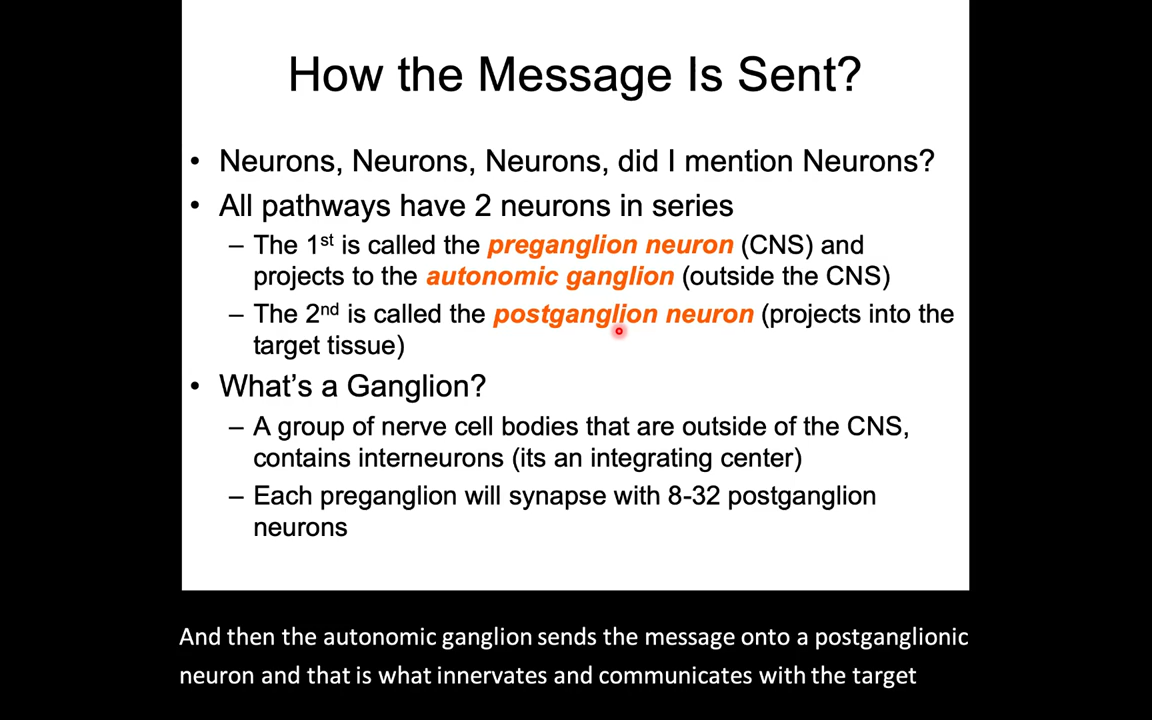 How the Message Is Sent?
• Neurons, Neurons, Neurons, did I mention Neurons?
• All pathways have 2 neurons in series
– The 1st is called the preganglion neuron (CNS) and
projects to the autonomic ganglion (outside the CNS)
– The 2nd is called the postganglion neuron (projects into the
target tissue)
• What's a Ganglion?
– A group of nerve cell bodies that are outside of the CNS,
contains interneurons (its an integrating center)
– Each preganglion will synapse with 8-32 postganglion
neurons
And then the autonomic ganglion sends the message onto a postganglionic
neuron and that is what innervates and communicates with the target